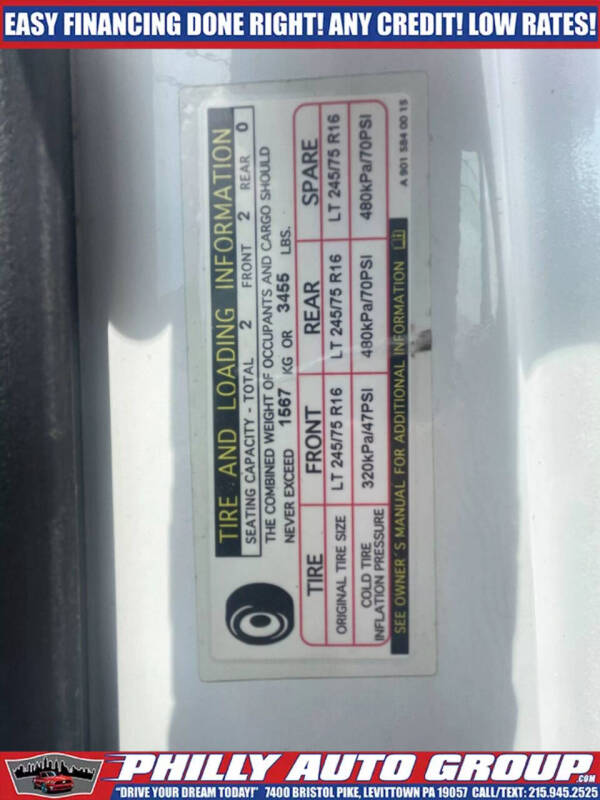 EASY FINANCING DONE RIGHT! ANY CREDIT! LOW RATES!
TIRE AND LOADING INFORMATION
SEATING CAPACITY - TOTAL 2 FRONT 2 REAR 0
THE COMBINED WEIGHT OF OCCUPANTS AND CARGO SHOULD
NEVER EXCEED 1567 KG OR 3455 LBS.
TIRE FRONT REAR SPARE
ORIGINAL TIRE SIZE LT 245/75 R16 LT 245/75 R16 LT 245/75 R16
COLD TIRE
INFLATION PRESSURE 320kPa/47PSI 480kPa/70PSI 480kPa/70PSI
SEE OWNER´S MANUAL FOR ADDITIONAL INFORMATION
A 901 584 00 15
PHILLY AUTO GROUP.COM
"DRIVE YOUR DREAM TODAY!" 7400 BRISTOL PIKE, LEVITTOWN PA 19057 CALL/TEXT: 215.945.2525